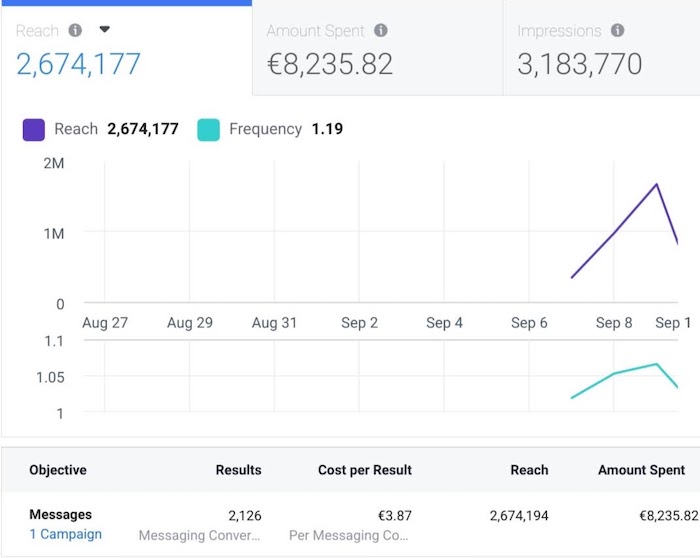 Reach Amount Spent Impressions
2,674,177 €8,235.82 3,183,770
Reach 2,674,177 Frequency 1.19
2M
1M
0
Aug 27 Aug 29 Aug 31 Sep 2 Sep 4 Sep 6 Sep 8 Sep 1
1.1
1.05
1
Objective Results Cost per Result Reach Amount Spent
Messages 2,126 €3.87 2,674,194 €8,235.82
1 Campaign Messaging Conver... Per Messaging Co...